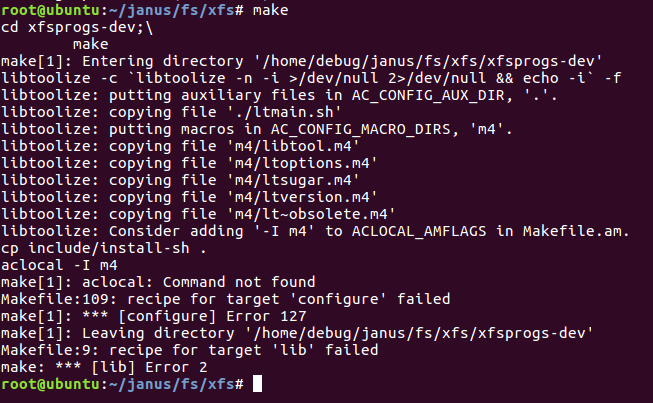 root@ubuntu:~/janus/fs/xfs# make
cd xfsprogs-dev;\
        make
make[1]: Entering directory '/home/debug/janus/fs/xfs/xfsprogs-dev'
libtoolize -c `libtoolize -n -i >/dev/null 2>/dev/null && echo -i` -f
libtoolize: putting auxiliary files in AC_CONFIG_AUX_DIR, '.'.
libtoolize: copying file './ltmain.sh'
libtoolize: putting macros in AC_CONFIG_MACRO_DIRS, 'm4'.
libtoolize: copying file 'm4/libtool.m4'
libtoolize: copying file 'm4/ltoptions.m4'
libtoolize: copying file 'm4/ltsugar.m4'
libtoolize: copying file 'm4/ltversion.m4'
libtoolize: copying file 'm4/lt~obsolete.m4'
libtoolize: Consider adding '-I m4' to ACLOCAL_AMFLAGS in Makefile.am.
cp include/install-sh .
aclocal -I m4
make[1]: aclocal: Command not found
Makefile:109: recipe for target 'configure' failed
make[1]: *** [configure] Error 127
make[1]: Leaving directory '/home/debug/janus/fs/xfs/xfsprogs-dev'
Makefile:9: recipe for target 'lib' failed
make: *** [lib] Error 2
root@ubuntu:~/janus/fs/xfs#